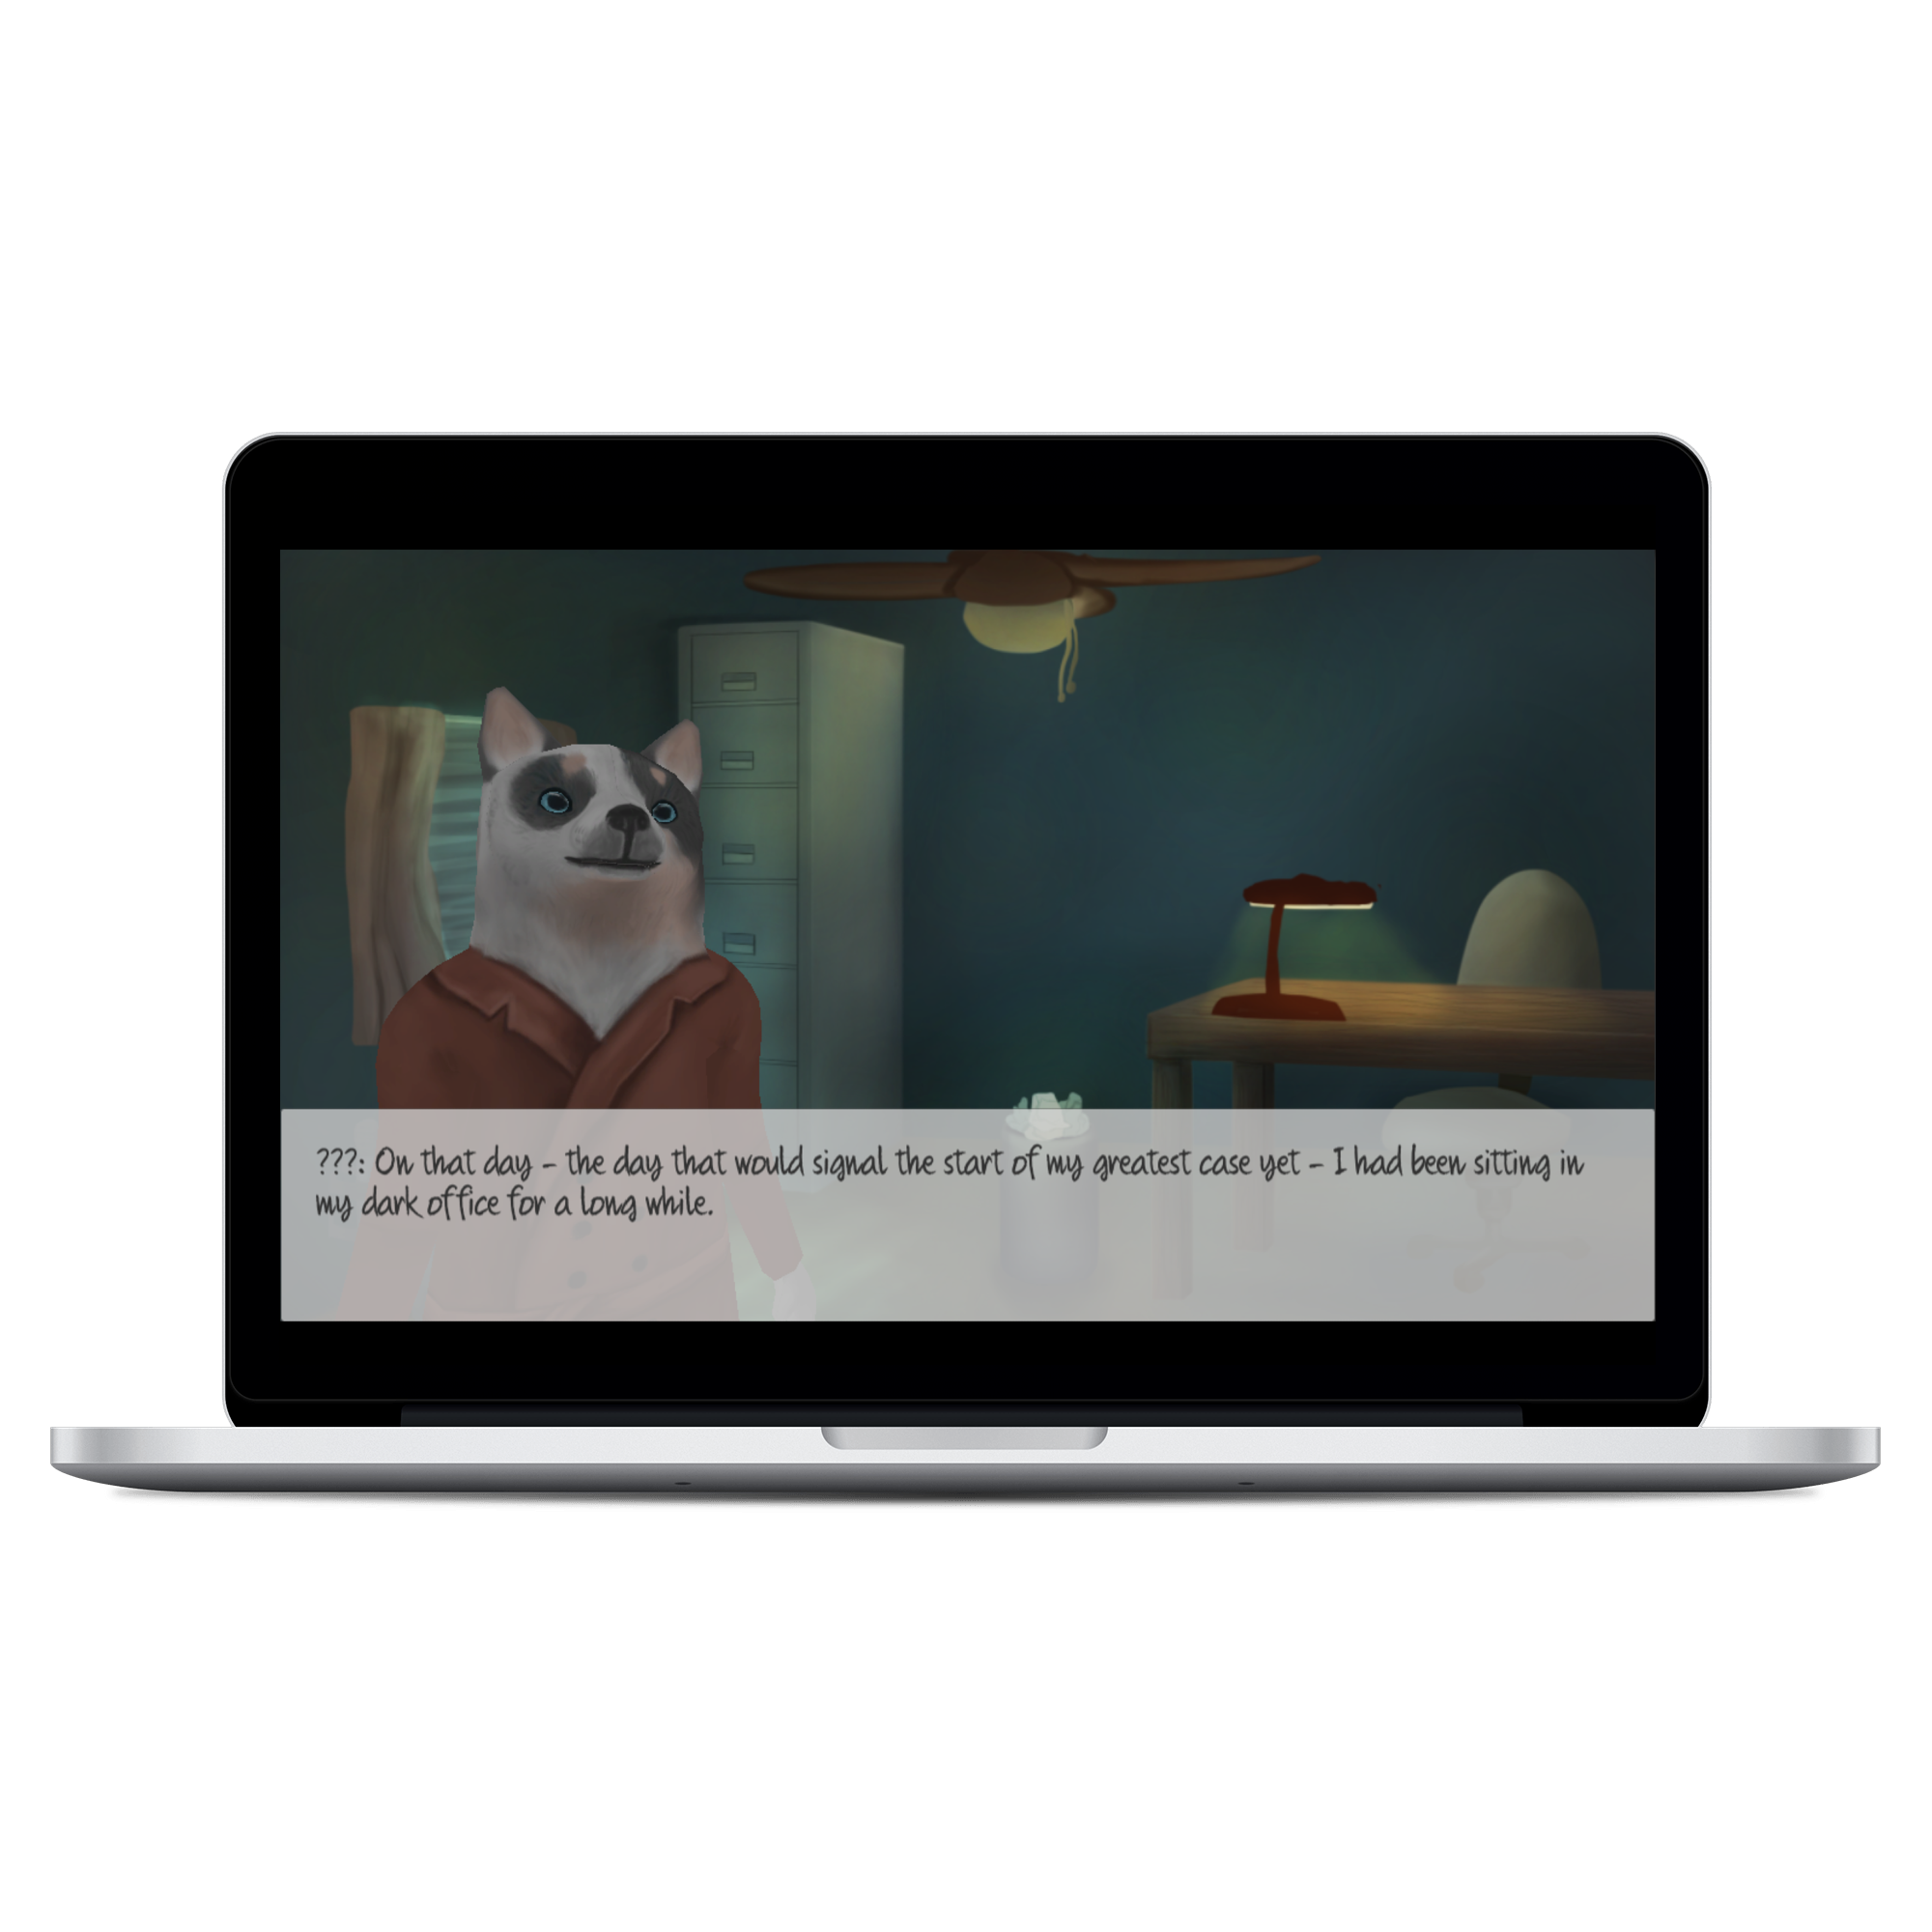 ???: On that day – the day that would signal the start of my greatest case yet – I had been sitting in
my dark office for a long while.